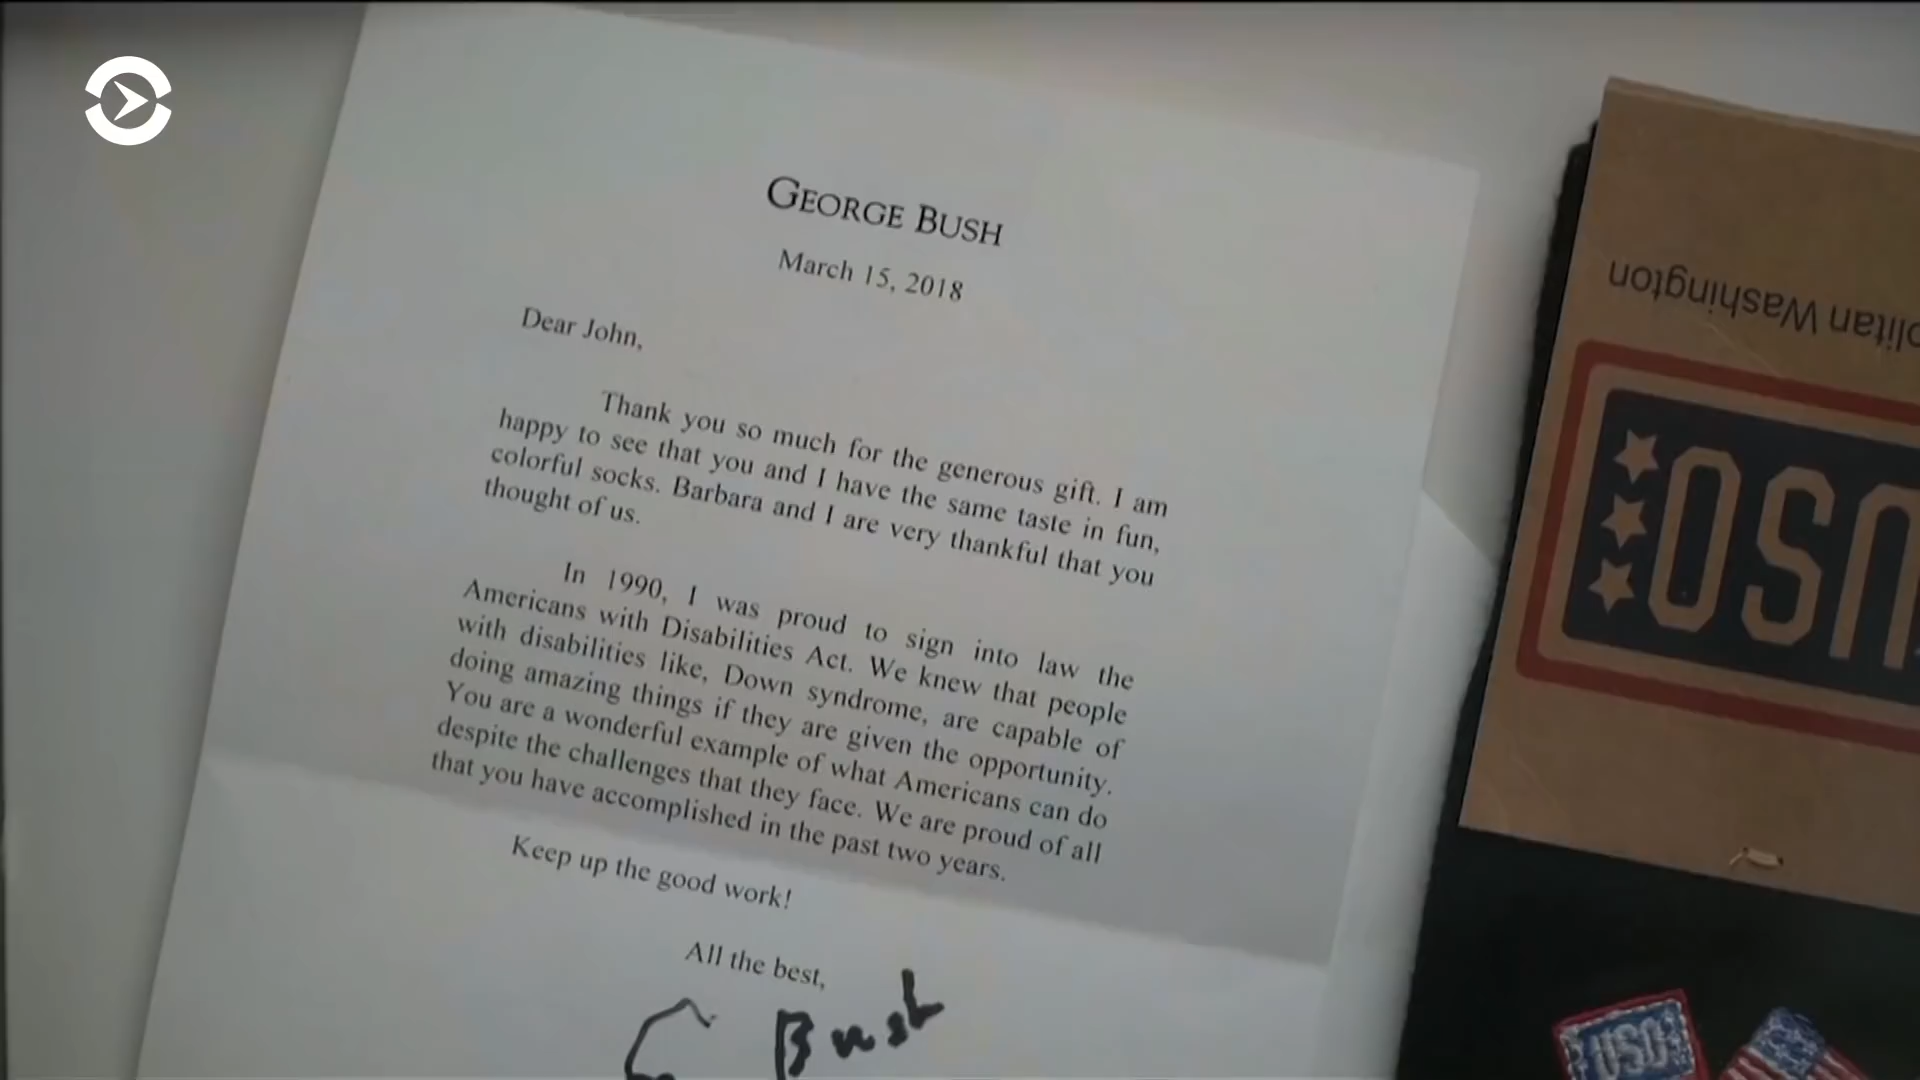 GEORGE BUSH
March 15, 2018
Dear John,
Thank you so much for the generous gift. I am
happy to see that you and I have the same taste in fun,
colorful socks. Barbara and I are very thankful that you
thought of us.
In 1990, I was proud to sign into law the
Americans with Disabilities Act. We knew that people
with disabilities like, Down syndrome, are capable of
doing amazing things if they are given the opportunity.
You are a wonderful example of what Americans can do
despite the challenges that they face. We are proud of all
that you have accomplished in the past two years.
Keep up the good work!
All the best,
G Bush
olitan Washington
USO
USO